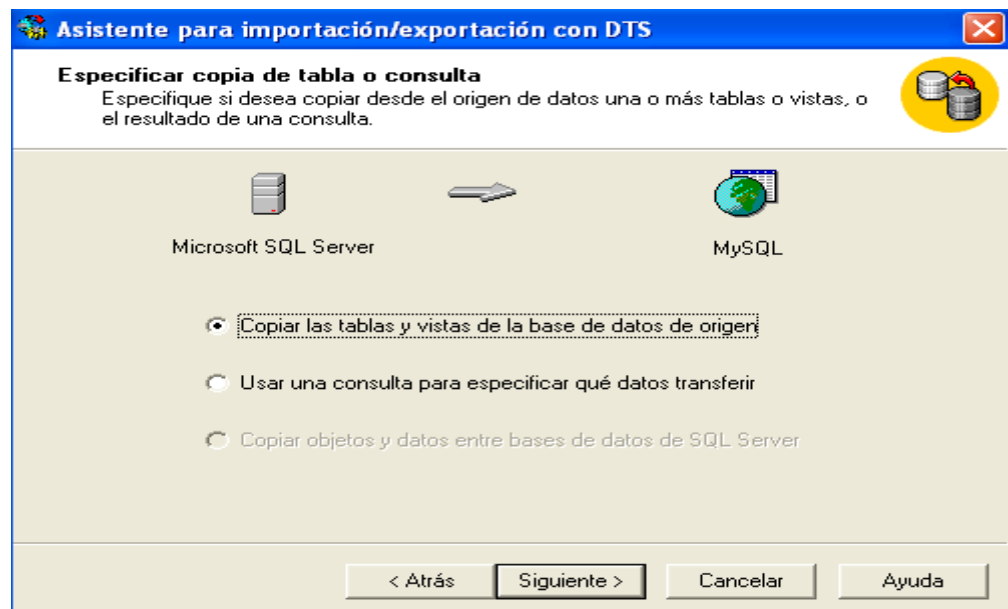 Asistente para importación/exportación con DTS
Especificar copia de tabla o consulta
Especifique si desea copiar desde el origen de datos una o más tablas o vistas, o
el resultado de una consulta.
Microsoft SQL Server
MySQL
Copiar las tablas y vistas de la base de datos de origen
Usar una consulta para especificar qué datos transferir
Copiar objetos y datos entre bases de datos de SQL Server
< Atrás
Siguiente >
Cancelar
Ayuda